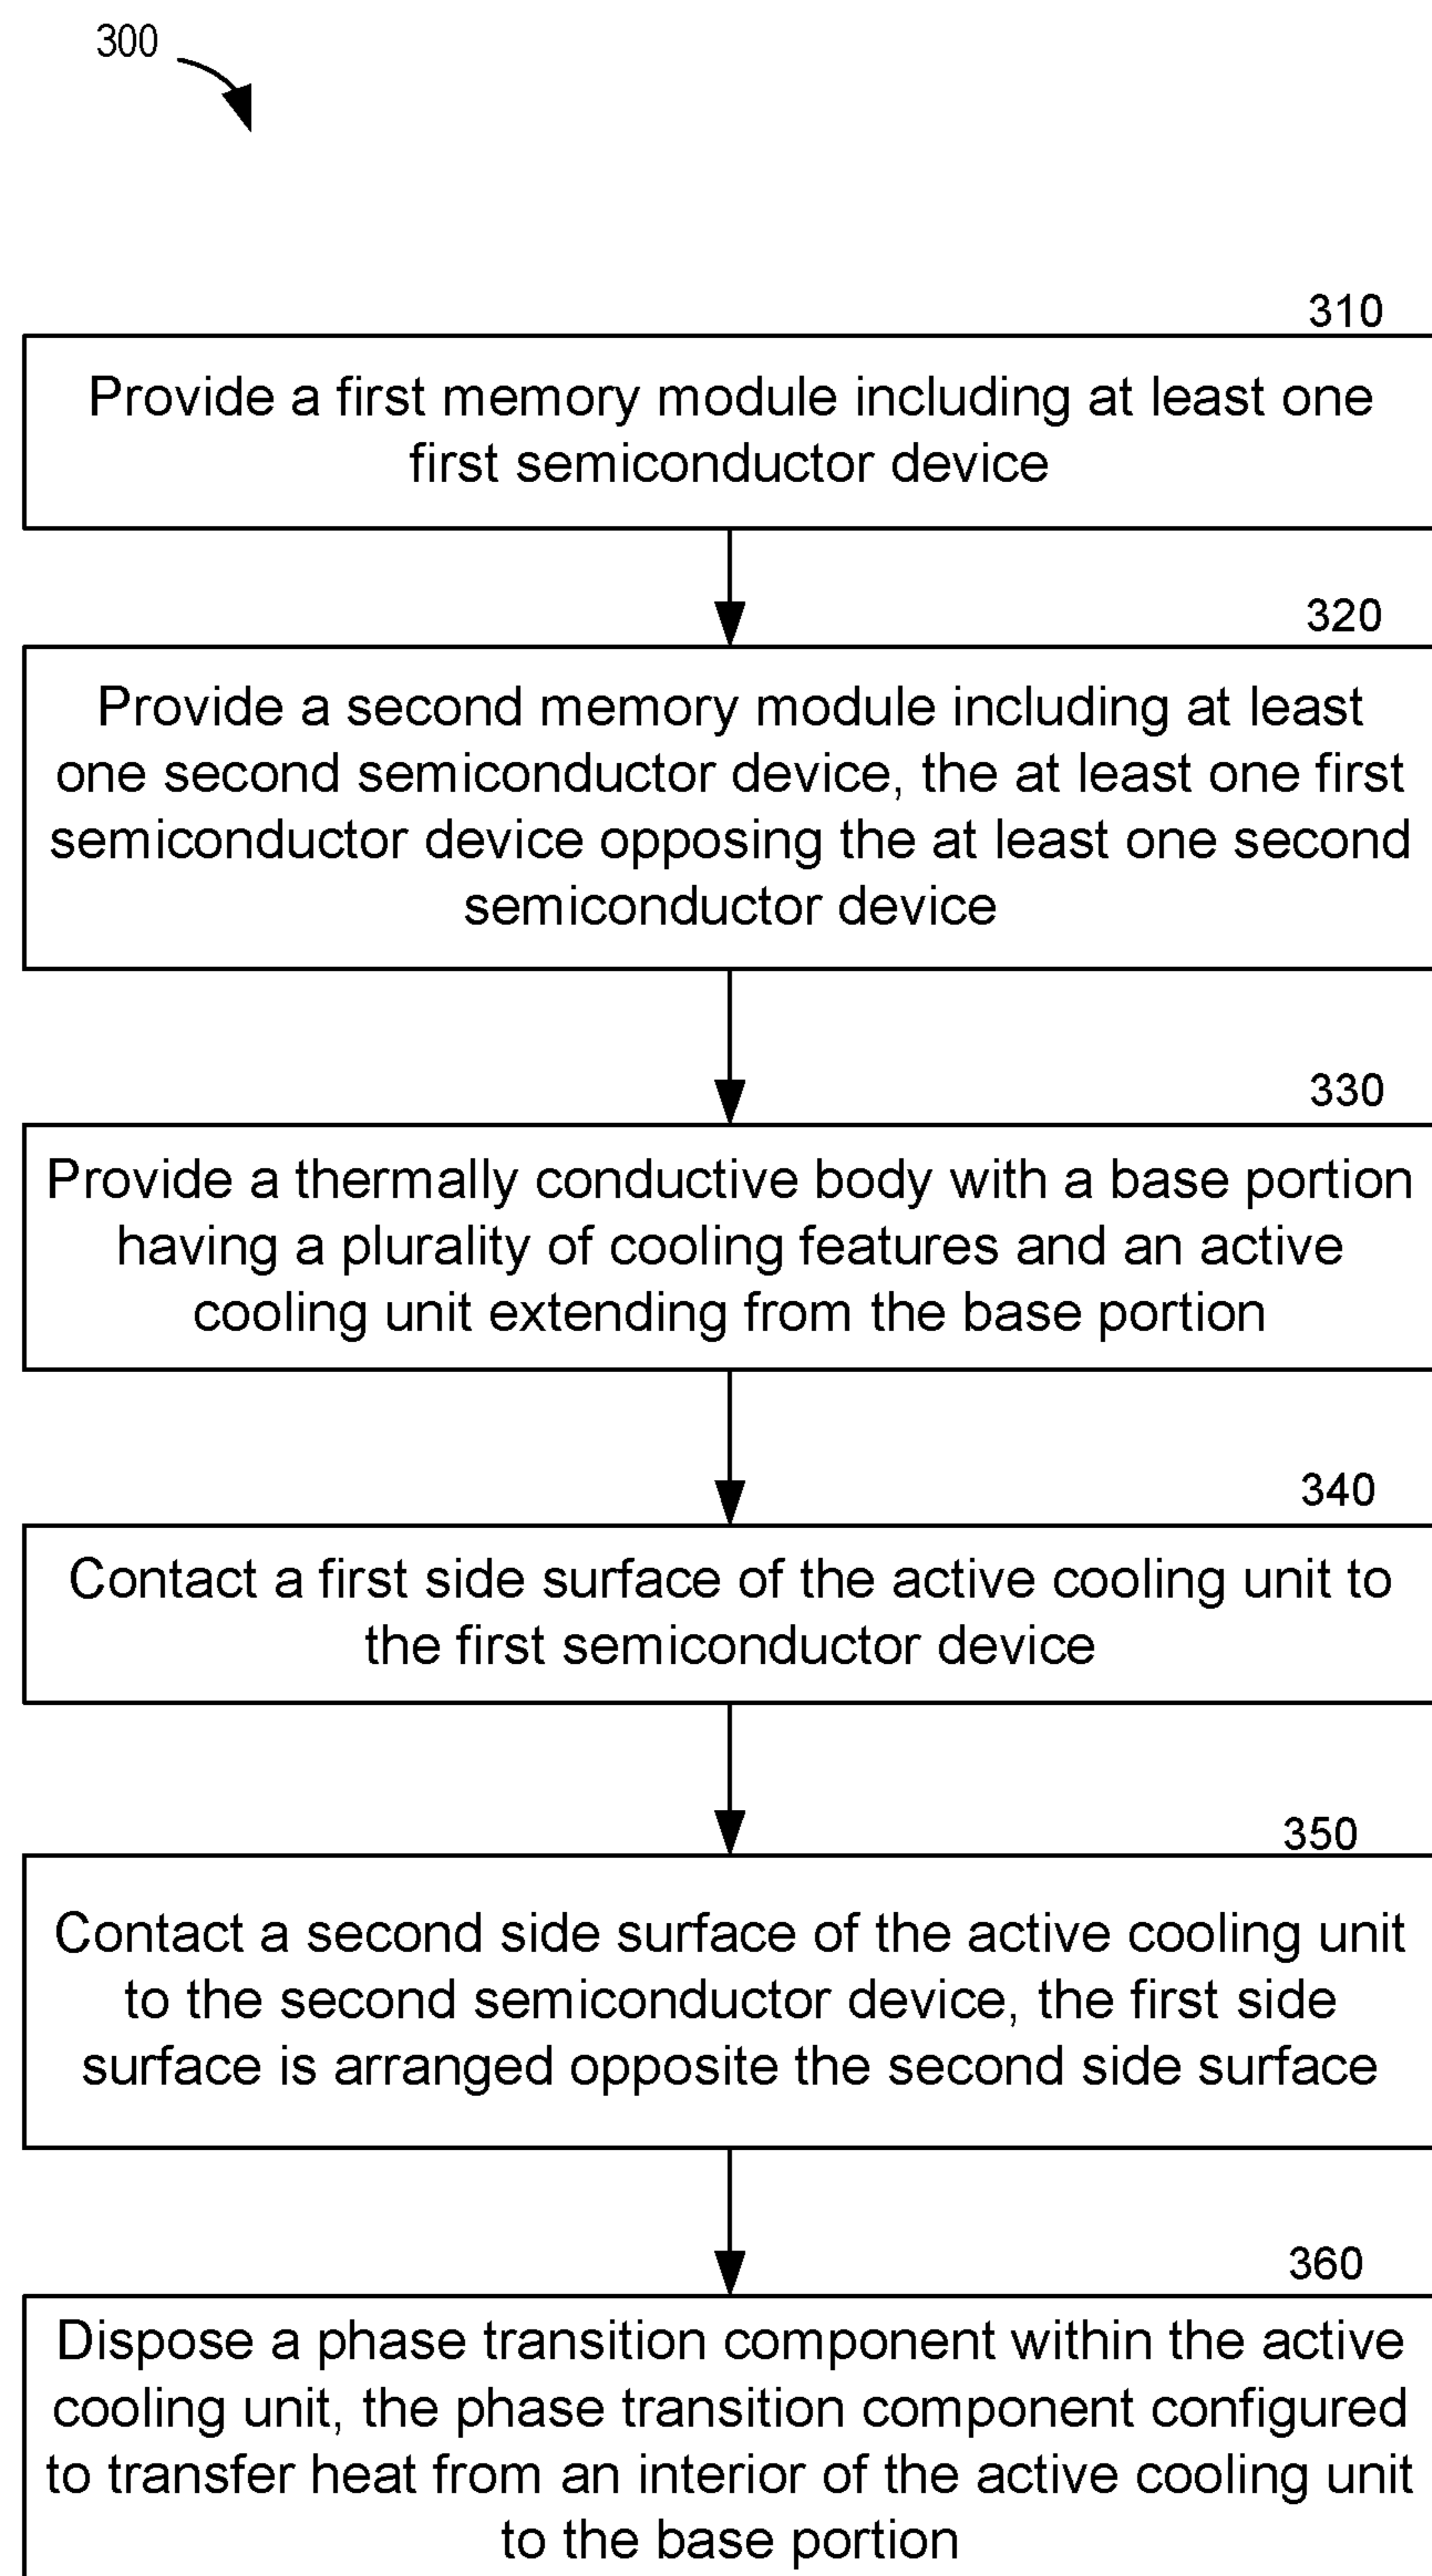 300
310
Provide a first memory module including at least one
first semiconductor device
320
Provide a second memory module including at least
one second semiconductor device, the at least one first
semiconductor device opposing the at least one second
semiconductor device
330
Provide a thermally conductive body with a base portion
having a plurality of cooling features and an active
cooling unit extending from the base portion
340
Contact a first side surface of the active cooling unit to
the first semiconductor device
350
Contact a second side surface of the active cooling unit
to the second semiconductor device, the first side
surface is arranged opposite the second side surface
360
Dispose a phase transition component within the active
cooling unit, the phase transition component configured
to transfer heat from an interior of the active cooling unit
to the base portion